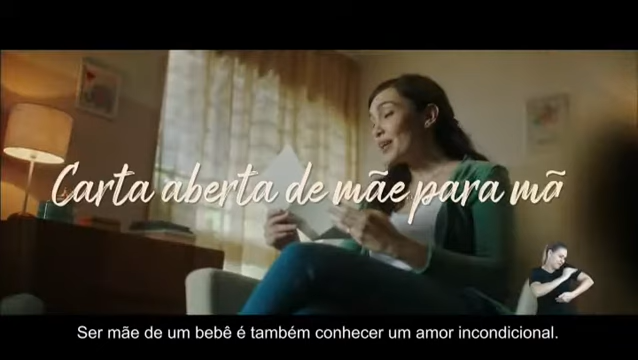 Carta aberta de mãe para mã
Ser mãe de um bebê é também conhecer um amor incondicional.